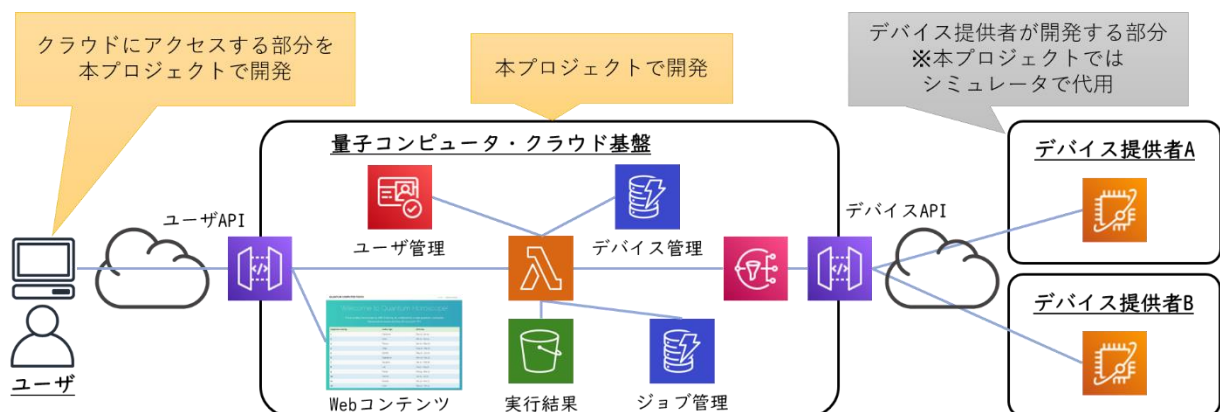 クラウドにアクセスする部分を
本プロジェクトで開発
本プロジェクトで開発
デバイス提供者が開発する部分
※本プロジェクトでは
シミュレータで代用
量子コンピュータ・クラウド基盤
デバイス提供者A
ユーザAPI
ユーザ管理
デバイス管理
デバイスAPI
デバイス提供者B
ユーザ
Webコンテンツ
実行結果
ジョブ管理